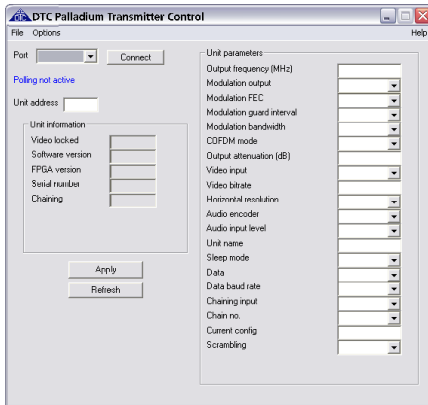 DTC Palladium Transmitter Control
File Options Help
Port
Connect
Polling not active
Unit address
Unit information
Video locked
Software version
FPGA version
Serial number
Chaining
Apply
Refresh
Unit parameters
Output frequency (MHz)
Modulation output
Modulation FEC
Modulation guard interval
Modulation bandwidth
COFDM mode
Output attenuation (dB)
Video input
Video bitrate
Horizontal resolution
Audio encoder
Audio input level
Unit name
Sleep mode
Data
Data baud rate
Chaining input
Chain no.
Current config
Scrambling